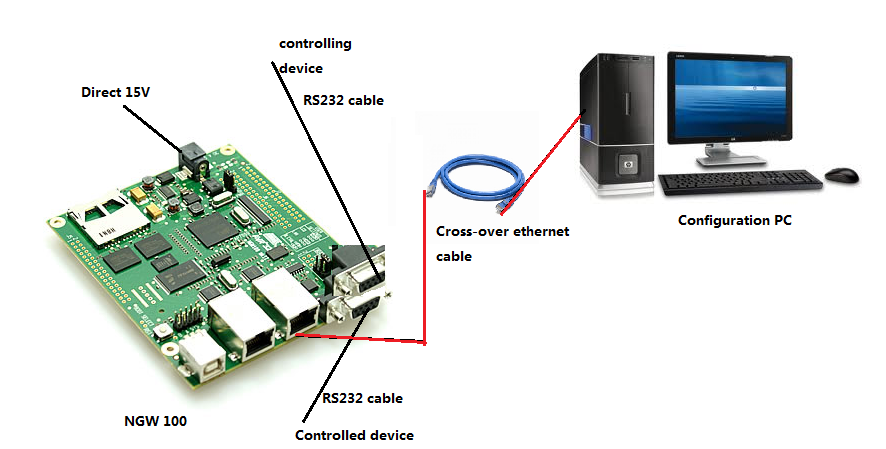 controlling
device
Direct 15V
RS232 cable
Cross-over ethernet
cable
Configuration PC
RS232 cable
NGW 100
Controlled device